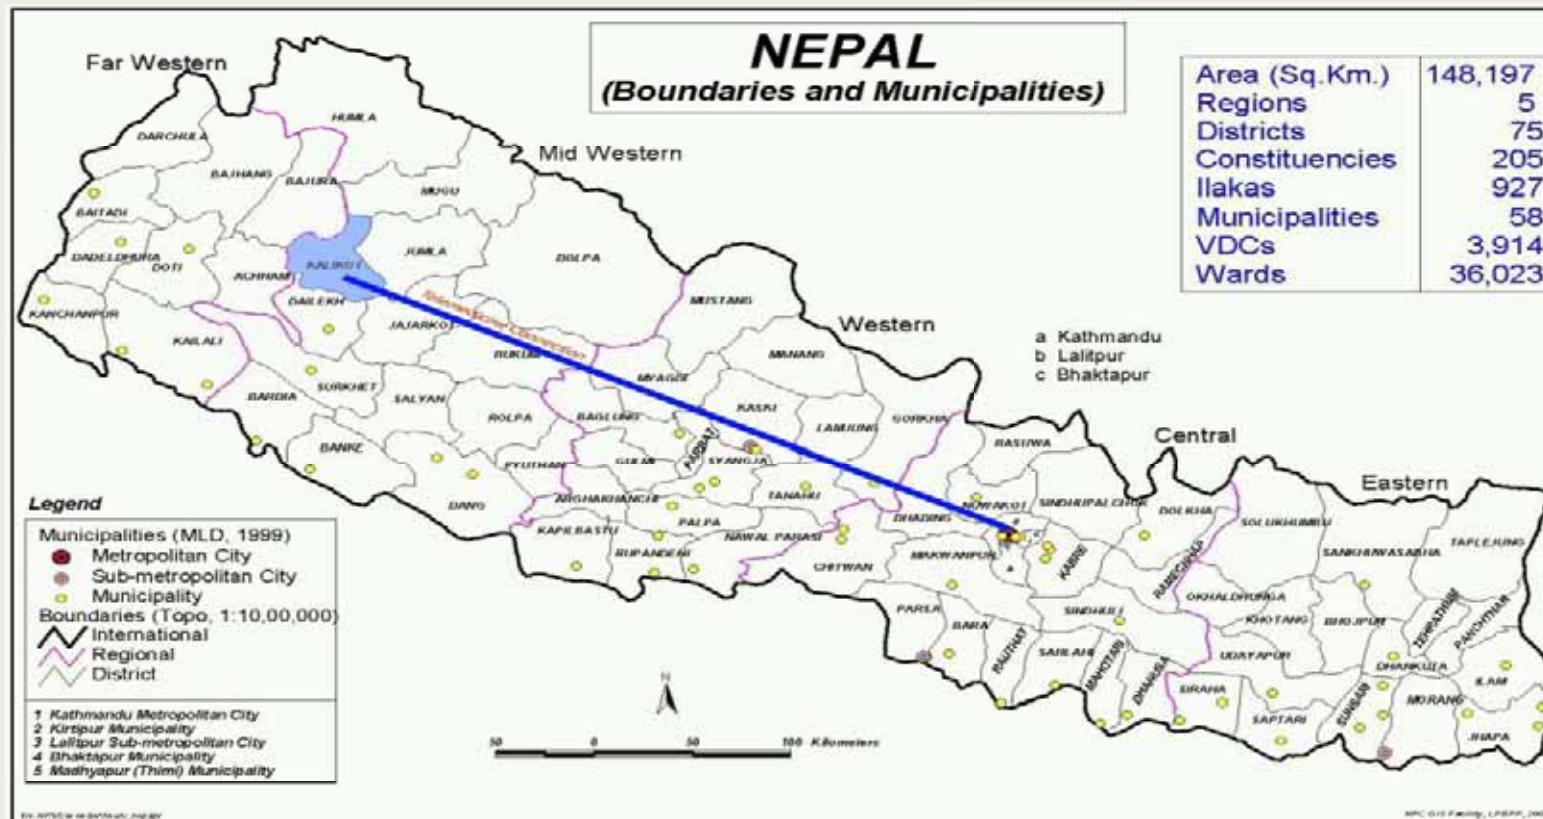 NEPAL
(Boundaries and Municipalities)
Area (Sq.Km.) 148,197
Regions 5
Districts 75
Constituencies 205
Ilakas 927
Municipalities 58
VDCs 3,914
Wards 36,023
Far Western
Mid Western
Western
Central
Eastern
a Kathmandu
b Lalitpur
c Bhaktapur
DARCHULA
HUMLA
BAJHANG
BAJURA
MUGU
BAITADI
DADELDHURA
DOTI
ACHHAM
KALIKOT
JUMLA
DOLPA
KANCHANPUR
KAILALI
DAILEKH
JAJARKOT
Telemedicine Connection
RUKUM
MUSTANG
MANANG
MYAGDI
BARDIA
SURKHET
SALYAN
ROLPA
BAGLUNG
KASKI
LAMJUNG
GORKHA
RASUWA
BANKE
PYUTHAN
GULMI
PARBAT
SYANGJA
DANG
ARGHAKHANCHI
TANAHU
DHADING
NUWAKOT
SINDHUPALCHOK
DOLKHA
SOLUKHUMBU
SANKHUWASABHA
TAPLEJUNG
KAPILBASTU
RUPANDEHI
PALPA
NAWAL PARASI
CHITWAN
MAKWANPUR
KABRE
RAMECHHAP
OKHALDHUNGA
KHOTANG
BHOJPUR
TEHRATHUM
PANCHTHAR
PARSA
BARA
RAUTHAT
SARLAHI
SINDHULI
MAHOTARI
DHANUSA
UDAYAPUR
SIRAHA
SAPTARI
SUNSARI
DHANKUTA
MORANG
ILAM
JHAPA
Legend
Municipalities (MLD, 1999)
Metropolitan City
Sub-metropolitan City
Municipality
Boundaries (Topo, 1:10,00,000)
International
Regional
District
1 Kathmandu Metropolitan City
2 Kirtipur Municipality
3 Lalitpur Sub-metropolitan City
4 Bhaktapur Municipality
5 Madhyapur (Thimi) Municipality
N
50 0 50 100 Kilometers